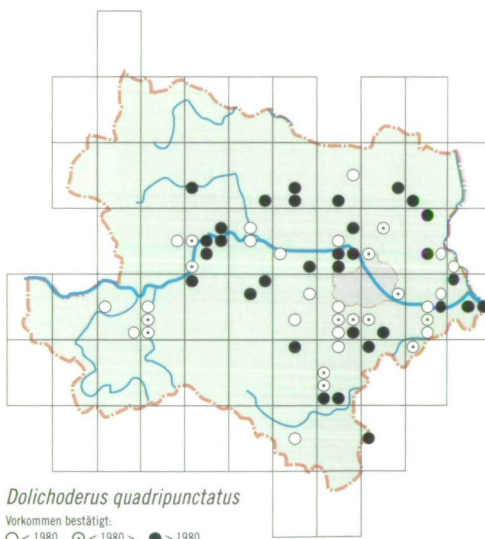 Dolichoderus quadripunctatus
Vorkommen bestätigt:
○ < 1980 ⊙ < 1980 > ● > 1980